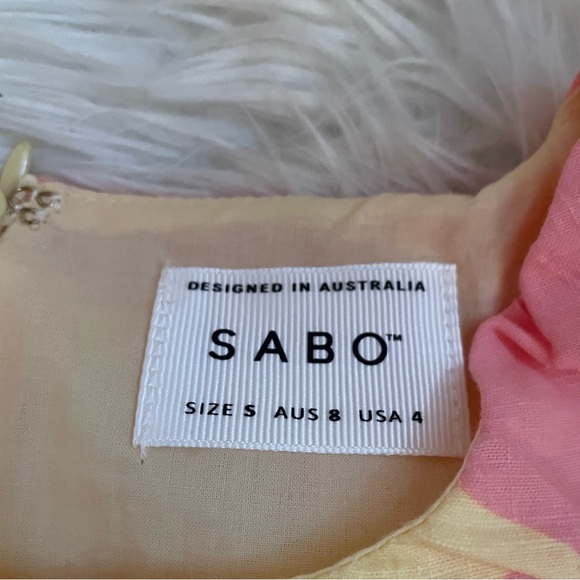 DESIGNED IN AUSTRALIA
SABO™
SIZE S AUS 8 USA 4